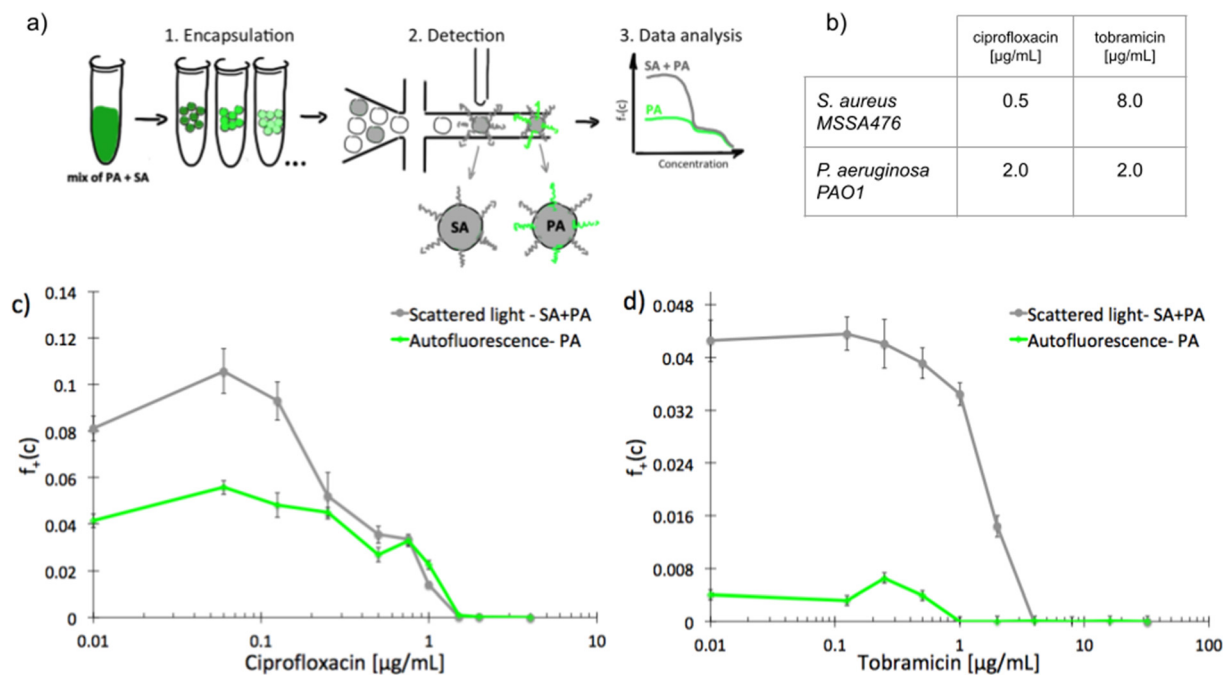 a)
1. Encapsulation
2. Detection
3. Data analysis
mix of PA + SA
...
SA
PA
SA + PA
PA
f₊(c)
Concentration
b)
ciprofloxacin
[µg/mL]
tobramicin
[µg/mL]
S. aureus
MSSA476
0.5
8.0
P. aeruginosa
PAO1
2.0
2.0
c)
0.14
0.12
0.1
0.08
0.06
0.04
0.02
0
f₊(c)
Scattered light - SA+PA
Autofluorescence- PA
0.01
0.1
1
10
Ciprofloxacin [µg/mL]
d)
0.048
0.04
0.032
0.024
0.016
0.008
0
f₊(c)
Scattered light- SA+PA
Autofluorescence- PA
0.01
0.1
1
10
100
Tobramicin [µg/mL]